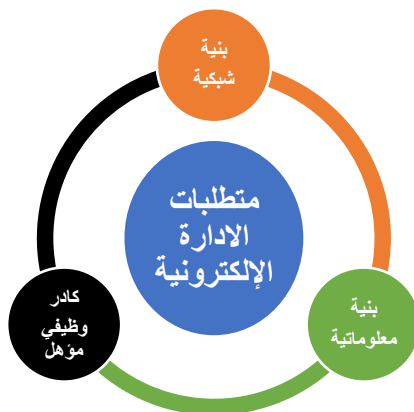 بنية
شبكية
متطلبات
الادارة
الإلكترونية
بنية
معلوماتية
كادر
وظيفي
مؤهل